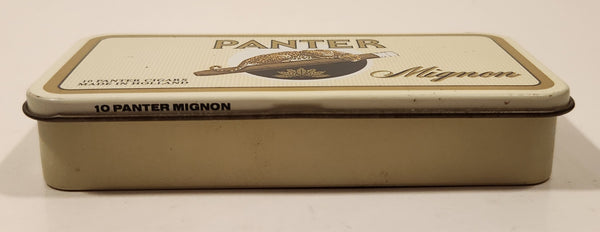 PANTER
10 PANTER CIGARS
MADE IN HOLLAND
Mignon
10 PANTER MIGNON